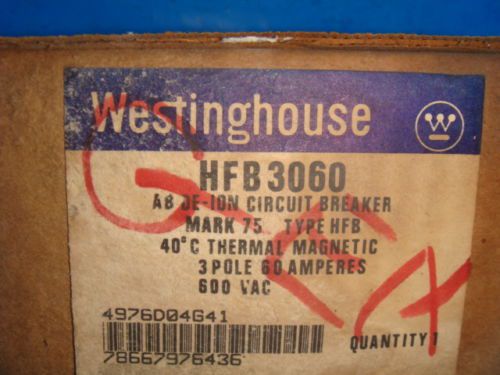 Westinghouse
W
HFB3060
AB DE-ION CIRCUIT BREAKER
MARK 75 TYPE HFB
40°C THERMAL MAGNETIC
3 POLE 60 AMPERES
600 VAC
4976D04G41
QUANTITY 1
78667976436